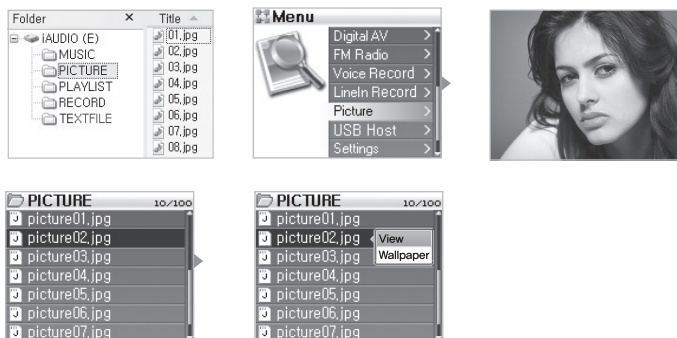 Folder × Title
iAUDIO (E)
MUSIC
PICTURE
PLAYLIST
RECORD
TEXTFILE
01.jpg
02.jpg
03.jpg
04.jpg
05.jpg
06.jpg
07.jpg
08.jpg
Menu
Digital AV >
FM Radio >
Voice Record >
LineIn Record >
Picture
USB Host >
Settings >
PICTURE 10/100
picture01.jpg
picture02.jpg
picture03.jpg
picture04.jpg
picture05.jpg
picture06.jpg
picture07.jpg
PICTURE 10/100
picture01.jpg
picture02.jpg
View
picture03.jpg
Wallpaper
picture04.jpg
picture05.jpg
picture06.jpg
picture07.jpg